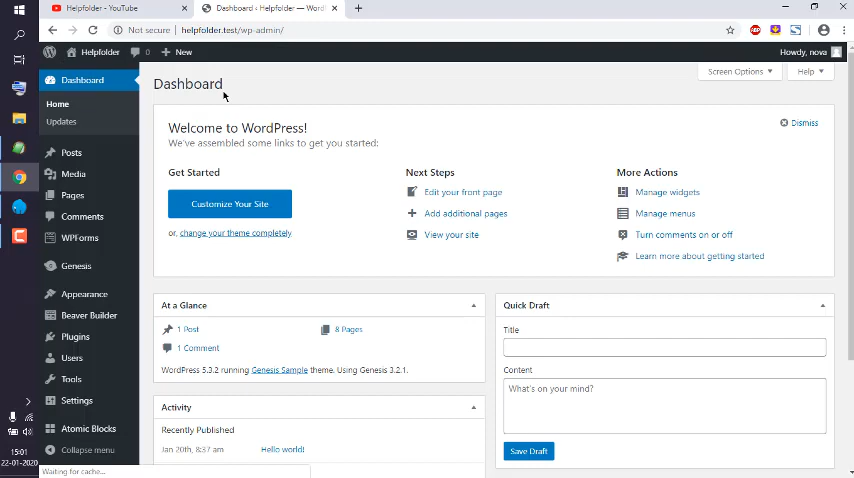 Helpfolder - YouTube
Dashboard ‹ Helpfolder — Word
Not secure | helpfolder.test/wp-admin/
ABP
Helpfolder 0 New Howdy, nova
Screen Options Help
Dashboard
Home
Updates
Posts
Media
Pages
Comments
WPForms
Genesis
Appearance
Beaver Builder
Plugins
Users
Tools
Settings
Atomic Blocks
Collapse menu
Dashboard
Welcome to WordPress!
We've assembled some links to get you started:
Dismiss
Get Started
Customize Your Site
or, change your theme completely
Next Steps
Edit your front page
Add additional pages
View your site
More Actions
Manage widgets
Manage menus
Turn comments on or off
Learn more about getting started
At a Glance
1 Post
8 Pages
1 Comment
WordPress 5.3.2 running Genesis Sample theme. Using Genesis 3.2.1.
Activity
Recently Published
Jan 20th, 8:37 am Hello world!
Quick Draft
Title
Content
What's on your mind?
Save Draft
15:01
22-01-2020
Waiting for cache...